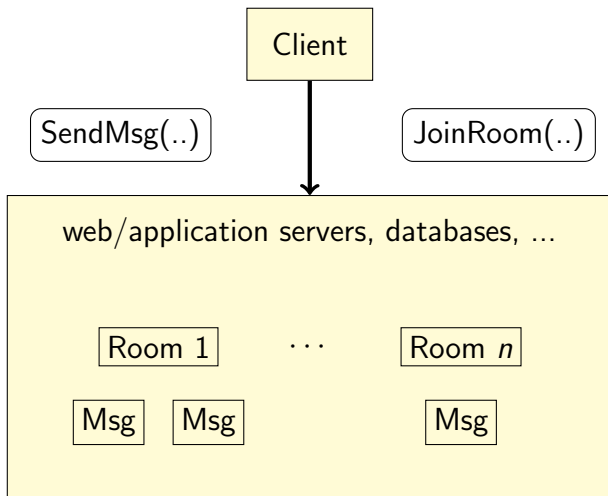 Client
SendMsg(..) JoinRoom(..)
web/application servers, databases, ...
Room 1 ... Room n
Msg Msg Msg